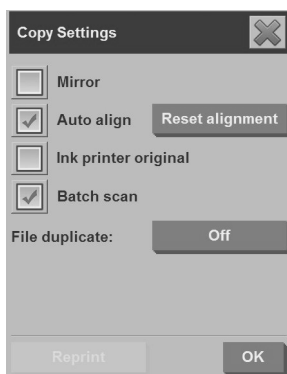 Copy Settings
Mirror
Auto align Reset alignment
Ink printer original
Batch scan
File duplicate: Off
Reprint OK